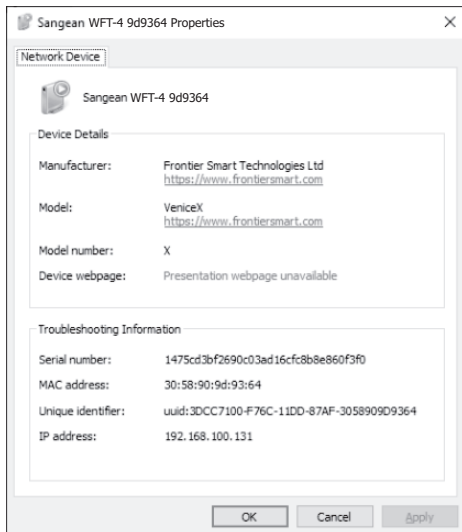 Sangean WFT-4 9d9364 Properties
Network Device
Sangean WFT-4 9d9364
Device Details
Manufacturer: Frontier Smart Technologies Ltd
https://www.frontiersmart.com
Model: VeniceX
https://www.frontiersmart.com
Model number: X
Device webpage: Presentation webpage unavailable
Troubleshooting Information
Serial number: 1475cd3bf2690c03ad16cfc8b8e860f3f0
MAC address: 30:58:90:9d:93:64
Unique identifier: uuid:3DCC7100-F76C-11DD-87AF-3058909D9364
IP address: 192.168.100.131
OK Cancel Apply